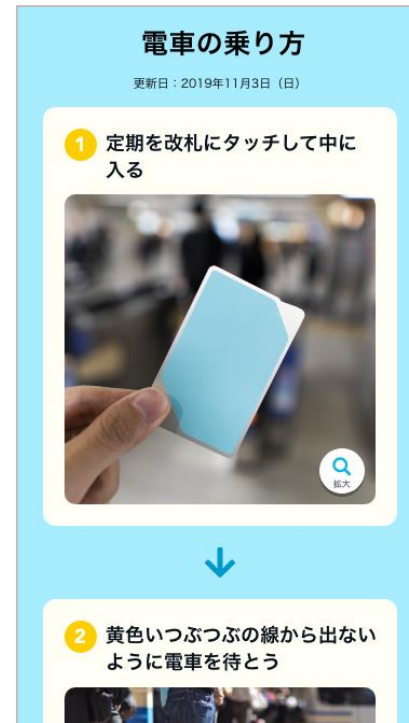 電車の乗り方
更新日：2019年11月3日（日）
1 定期を改札にタッチして中に
入る
拡大
2 黄色いつぶつぶの線から出ない
ように電車を待とう